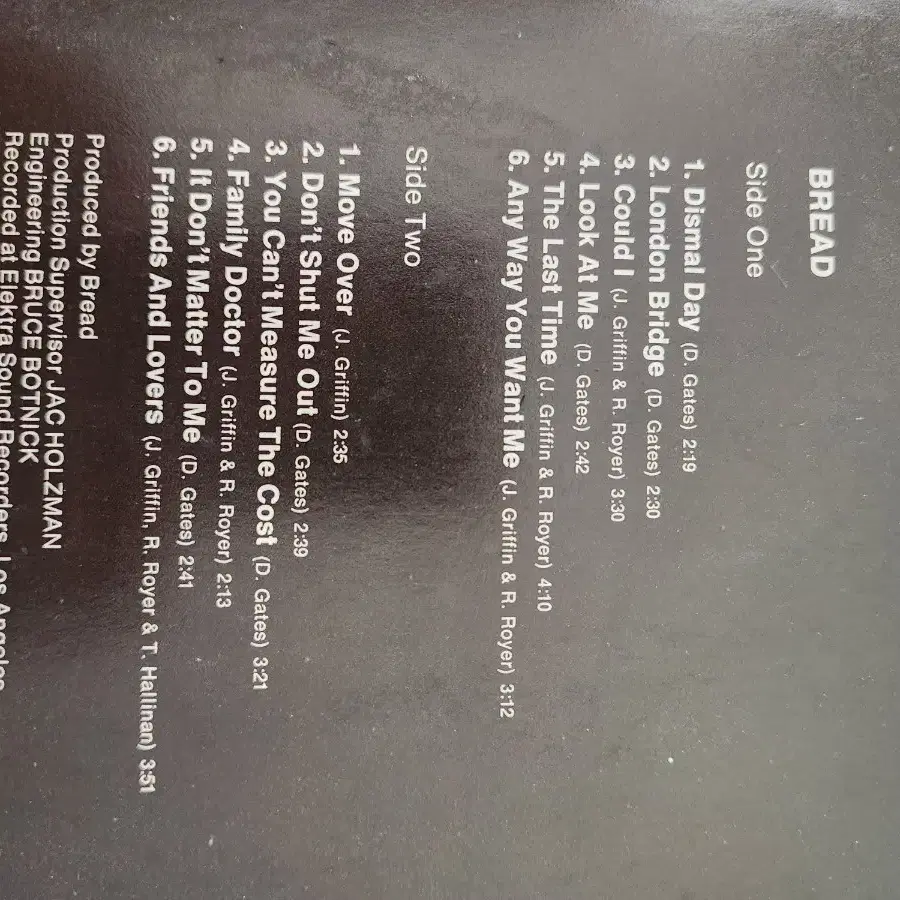 BREAD
Side One
1. Dismal Day (D. Gates) 2:19
2. London Bridge (D. Gates) 2:30
3. Could I (J. Griffin & R. Royer) 3:30
4. Look At Me (D. Gates) 2:42
5. The Last Time (J. Griffin & R. Royer) 4:10
6. Any Way You Want Me (J. Griffin & R. Royer) 3:12
Side Two
1. Move Over (J. Griffin) 2:35
2. Don't Shut Me Out (D. Gates) 2:39
3. You Can't Measure The Cost (D. Gates) 3:21
4. Family Doctor (J. Griffin & R. Royer) 2:13
5. It Don't Matter To Me (D. Gates) 2:41
6. Friends And Lovers (J. Griffin, R. Royer & T. Hallinan) 3:51
Produced by Bread
Production Supervisor JAC HOLZMAN
Engineering BRUCE BOTNICK
Recorded at Elektra Sound Recorders, Los Angeles